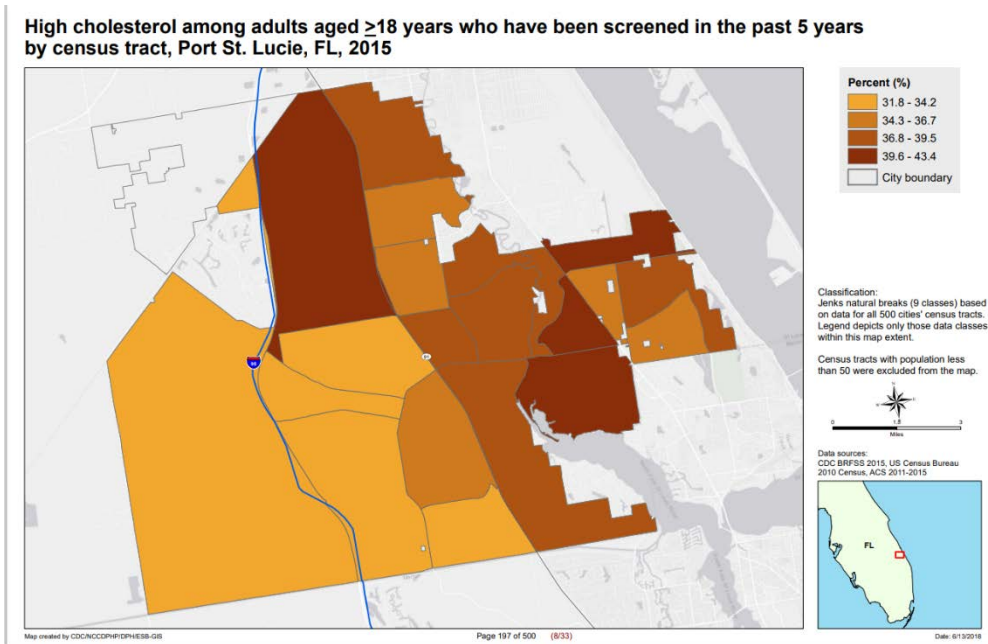 High cholesterol among adults aged >18 years who have been screened in the past 5 years
by census tract, Port St. Lucie, FL, 2015
Percent (%)
31.8 - 34.2
34.3 - 36.7
36.8 - 39.5
39.6 - 43.4
City boundary
Classification:
Jenks natural breaks (9 classes) based
on data for all 500 cities' census tracts.
Legend depicts only those data classes
within this map extent.
Census tracts with population less
than 50 were excluded from the map.
0
3
Miles
Data sources:
CDC BRFSS 2015, US Census Bureau
2010 Census, ACS 2011-2015
FL
Map created by CDC/NCCDPHP/DPH/ESB-GIS
Page 197 of 500 (8/33)
Date: 6/13/2018